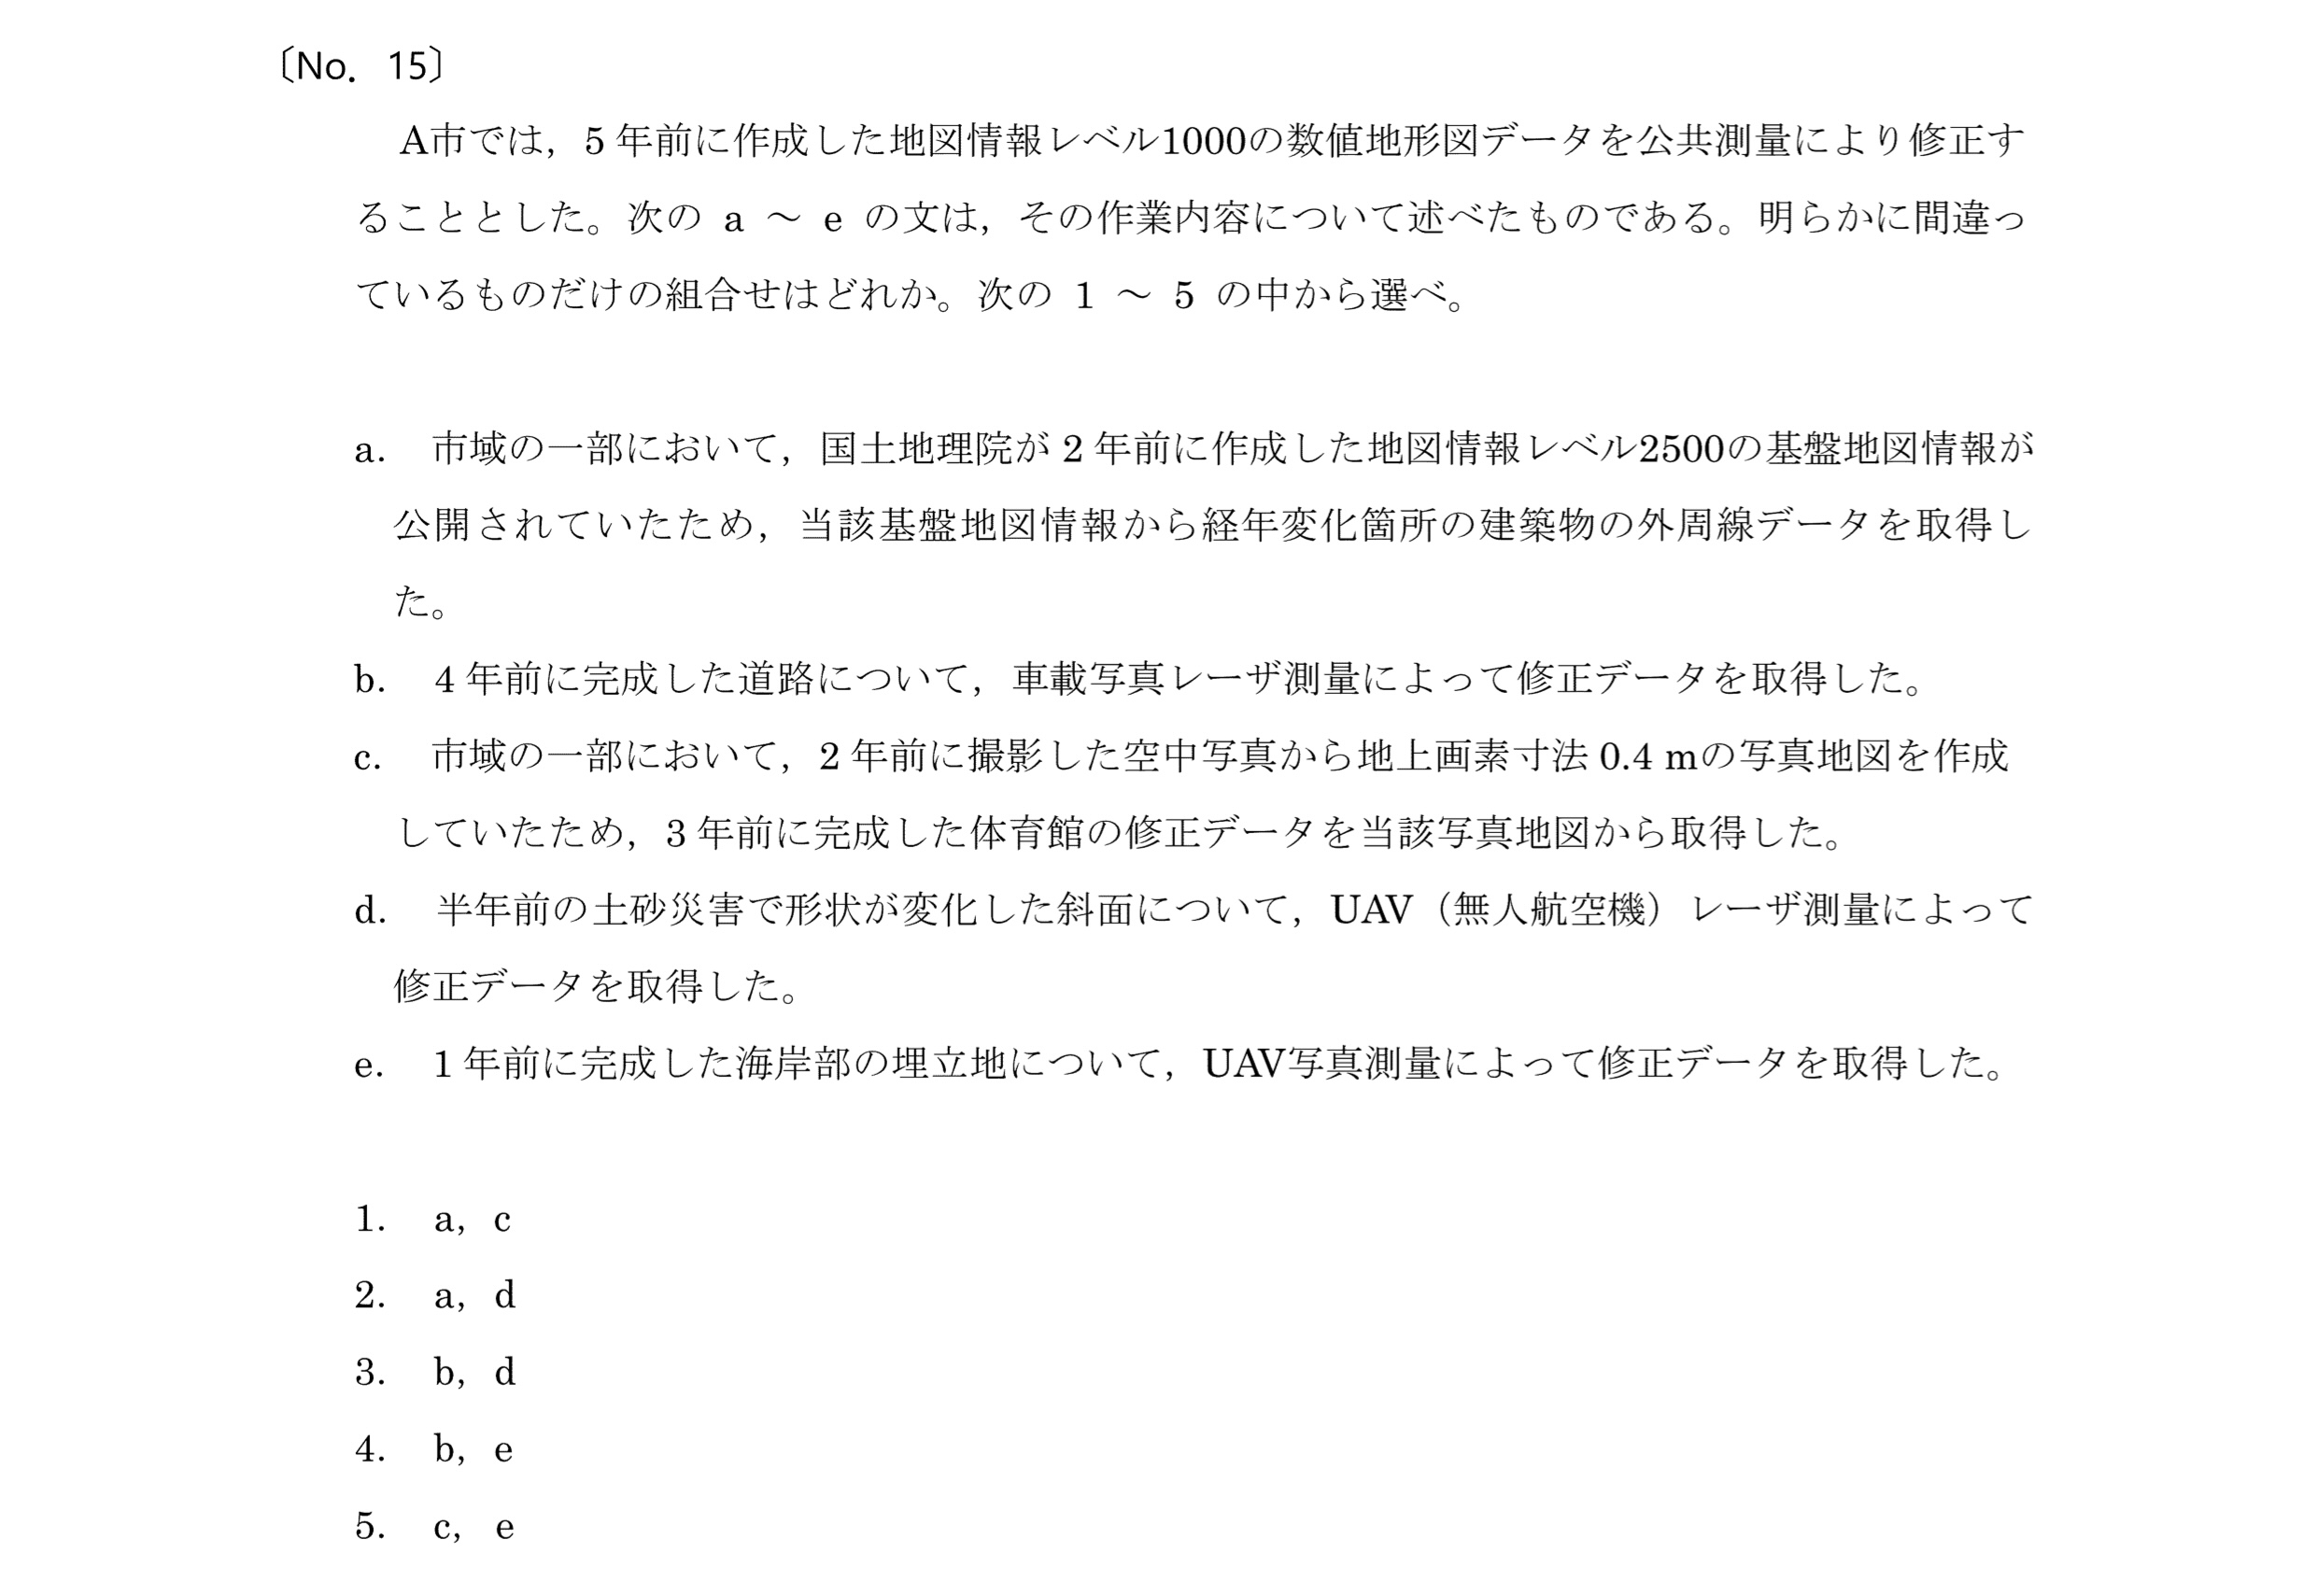 〔No. 15〕
A市では，5 年前に作成した地図情報レベル1000の数値地形図データを公共測量により修正す
ることとした。次の a ～ e の文は，その作業内容について述べたものである。明らかに間違っ
ているものだけの組合せはどれか。次の 1 ～ 5 の中から選べ。
a. 市域の一部において，国土地理院が 2 年前に作成した地図情報レベル2500の基盤地図情報が
公開されていたため，当該基盤地図情報から経年変化箇所の建築物の外周線データを取得し
た。
b. 4 年前に完成した道路について，車載写真レーザ測量によって修正データを取得した。
c. 市域の一部において，2 年前に撮影した空中写真から地上画素寸法 0.4 mの写真地図を作成
していたため，3 年前に完成した体育館の修正データを当該写真地図から取得した。
d. 半年前の土砂災害で形状が変化した斜面について，UAV（無人航空機）レーザ測量によって
修正データを取得した。
e. 1 年前に完成した海岸部の埋立地について，UAV写真測量によって修正データを取得した。
1. a，c
2. a，d
3. b，d
4. b，e
5. c，e